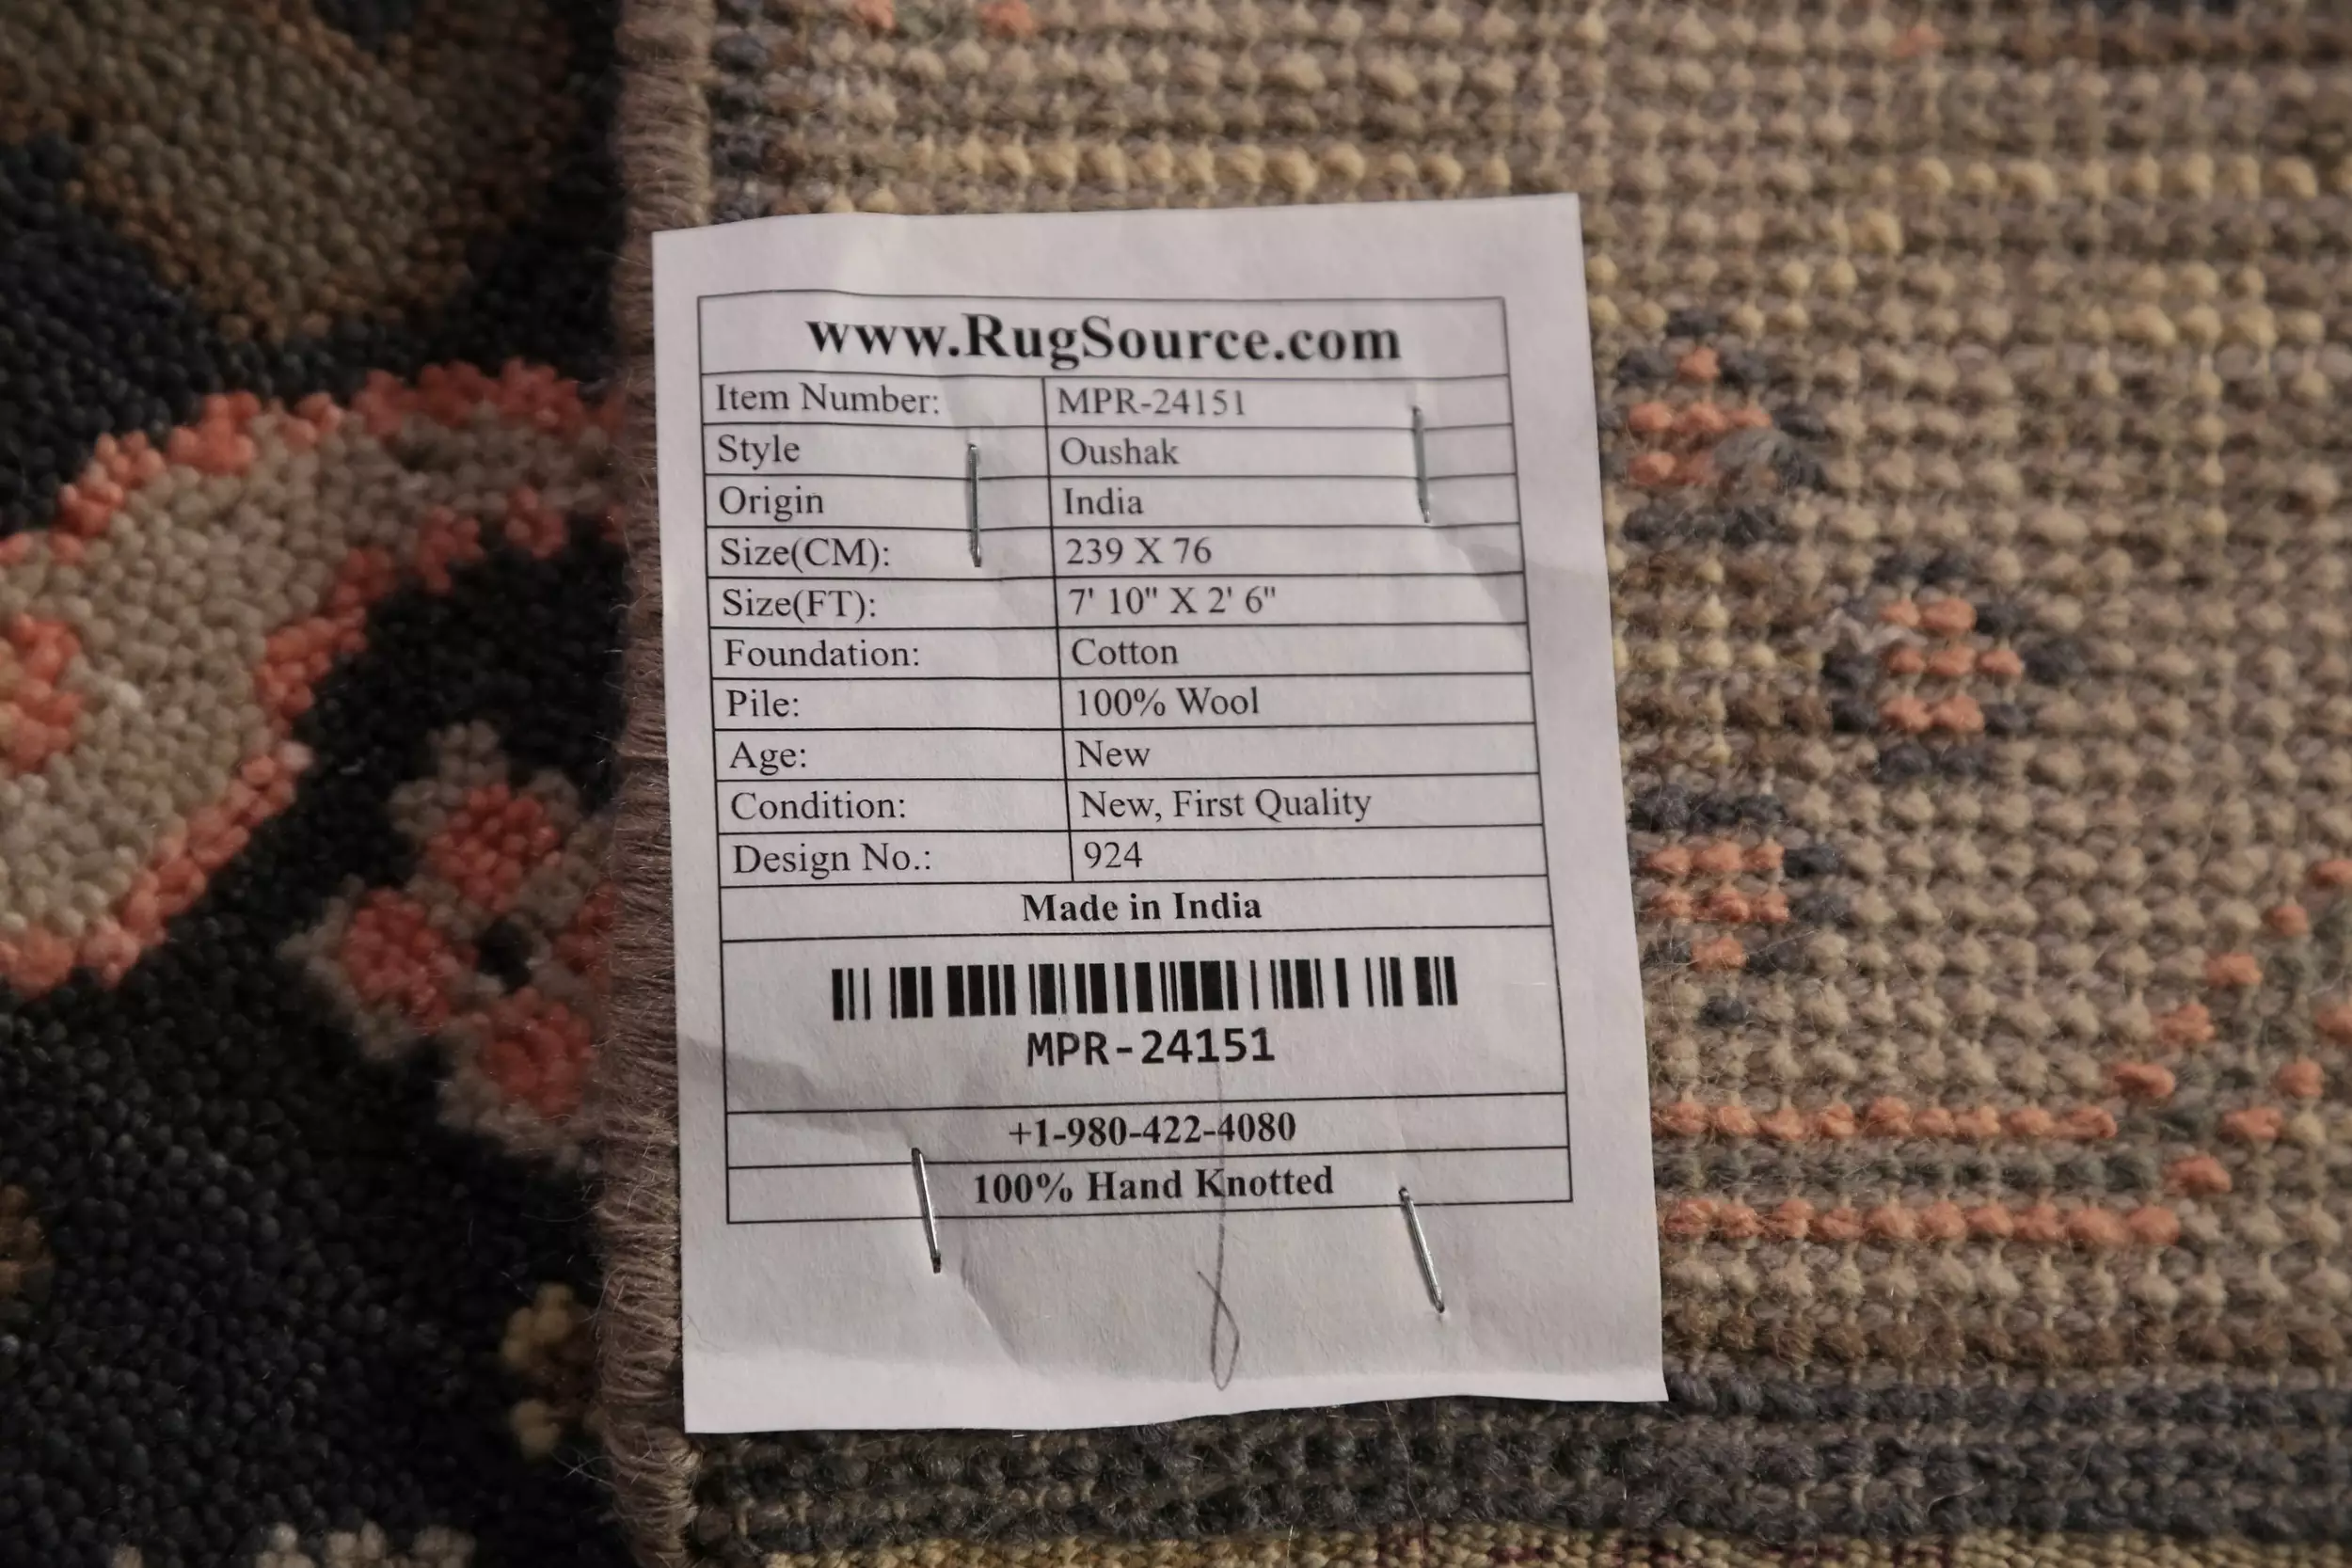 www.RugSource.com
Item Number: MPR-24151
Style Oushak
Origin India
Size(CM): 239 X 76
Size(FT): 7' 10" X 2' 6"
Foundation: Cotton
Pile: 100% Wool
Age: New
Condition: New, First Quality
Design No.: 924
Made in India
MPR-24151
+1-980-422-4080
100% Hand Knotted